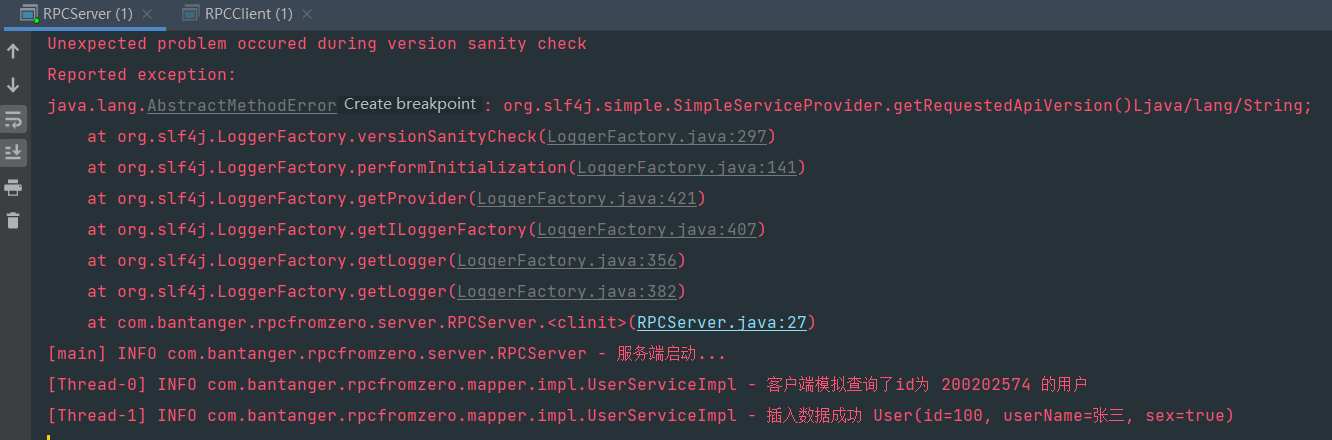 RPCServer (1) × RPCClient (1) ×
Unexpected problem occured during version sanity check
Reported exception:
java.lang.AbstractMethodError Create breakpoint : org.slf4j.simple.SimpleServiceProvider.getRequestedApiVersion()Ljava/lang/String;
at org.slf4j.LoggerFactory.versionSanityCheck(LoggerFactory.java:297)
at org.slf4j.LoggerFactory.performInitialization(LoggerFactory.java:141)
at org.slf4j.LoggerFactory.getProvider(LoggerFactory.java:421)
at org.slf4j.LoggerFactory.getILoggerFactory(LoggerFactory.java:407)
at org.slf4j.LoggerFactory.getLogger(LoggerFactory.java:356)
at org.slf4j.LoggerFactory.getLogger(LoggerFactory.java:382)
at com.bantanger.rpcfromzero.server.RPCServer.<clinit>(RPCServer.java:27)
[main] INFO com.bantanger.rpcfromzero.server.RPCServer - 服务端启动...
[Thread-0] INFO com.bantanger.rpcfromzero.mapper.impl.UserServiceImpl - 客户端模拟查询了id为 200202574 的用户
[Thread-1] INFO com.bantanger.rpcfromzero.mapper.impl.UserServiceImpl - 插入数据成功 User(id=100, userName=张三, sex=true)